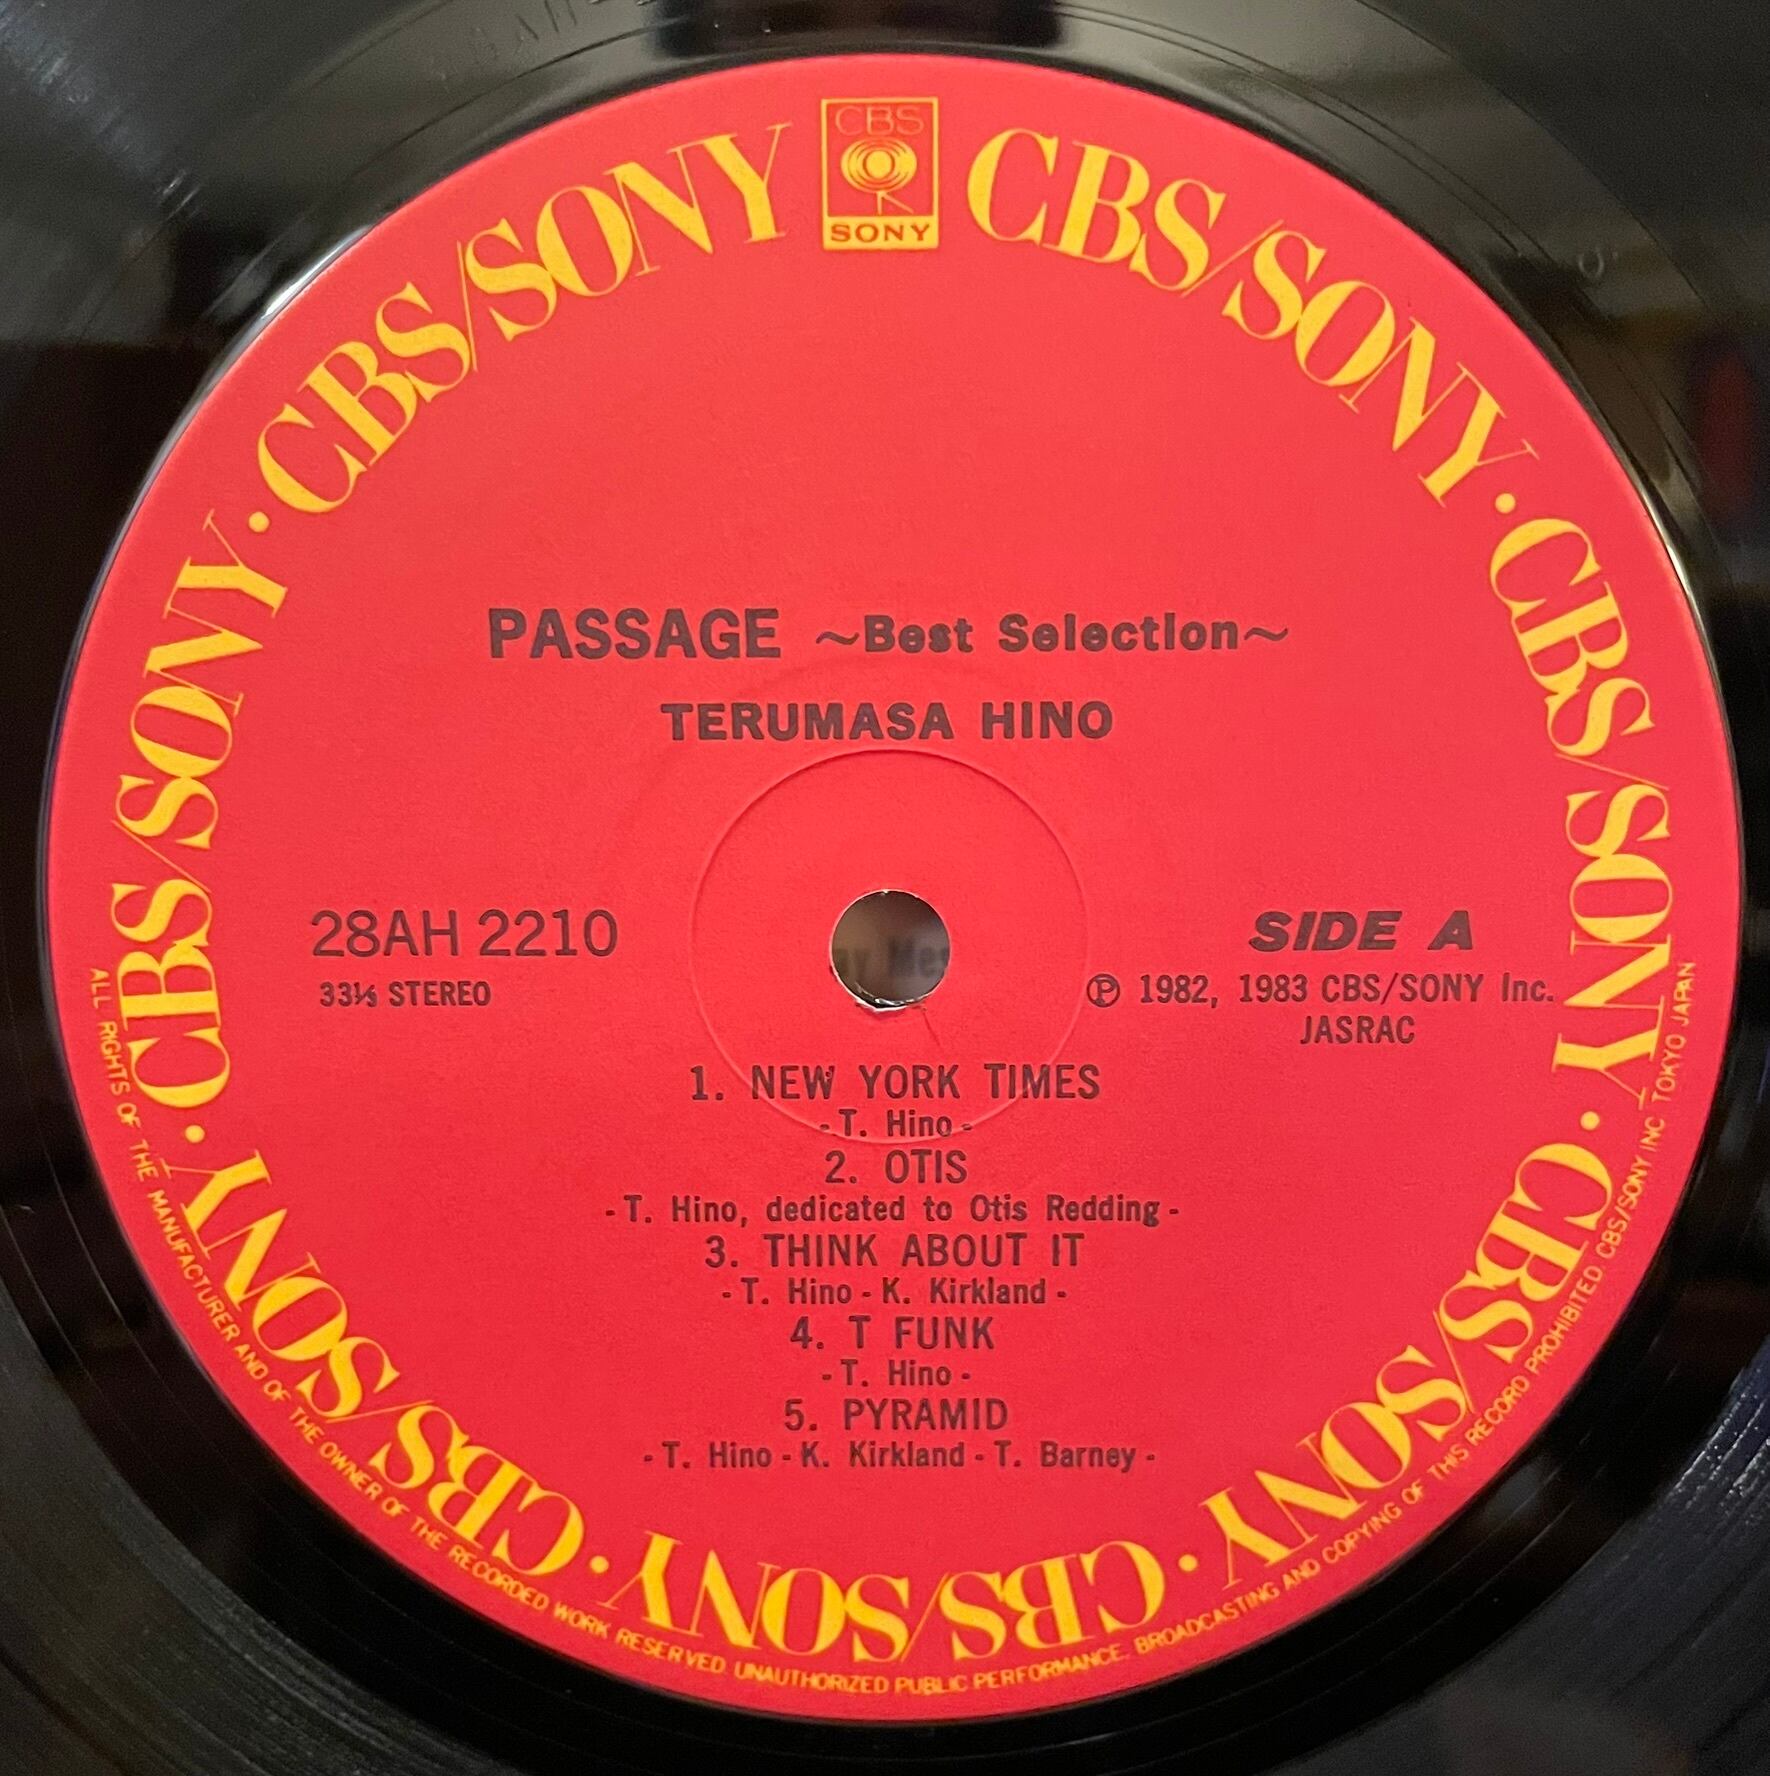 CBS
SONY
CBS/SONY · CBS/SONY · CBS/SONY · CBS/SONY · CBS/SONY · CBS/SONY · CBS/SONY
PASSAGE ~Best Selection~
TERUMASA HINO
28AH 2210
33⅓ STEREO
SIDE A
Ⓟ 1982, 1983 CBS/SONY Inc.
JASRAC
1. NEW YORK TIMES
- T. Hino -
2. OTIS
- T. Hino, dedicated to Otis Redding -
3. THINK ABOUT IT
- T. Hino - K. Kirkland -
4. T FUNK
- T. Hino -
5. PYRAMID
- T. Hino - K. Kirkland - T. Barney -
ALL RIGHTS OF THE MANUFACTURER AND OF THE OWNER OF THE RECORDED WORK RESERVED. UNAUTHORIZED PUBLIC PERFORMANCE. BROADCASTING AND COPYING OF THIS RECORD PROHIBITED. CBS/SONY INC. TOKYO JAPAN